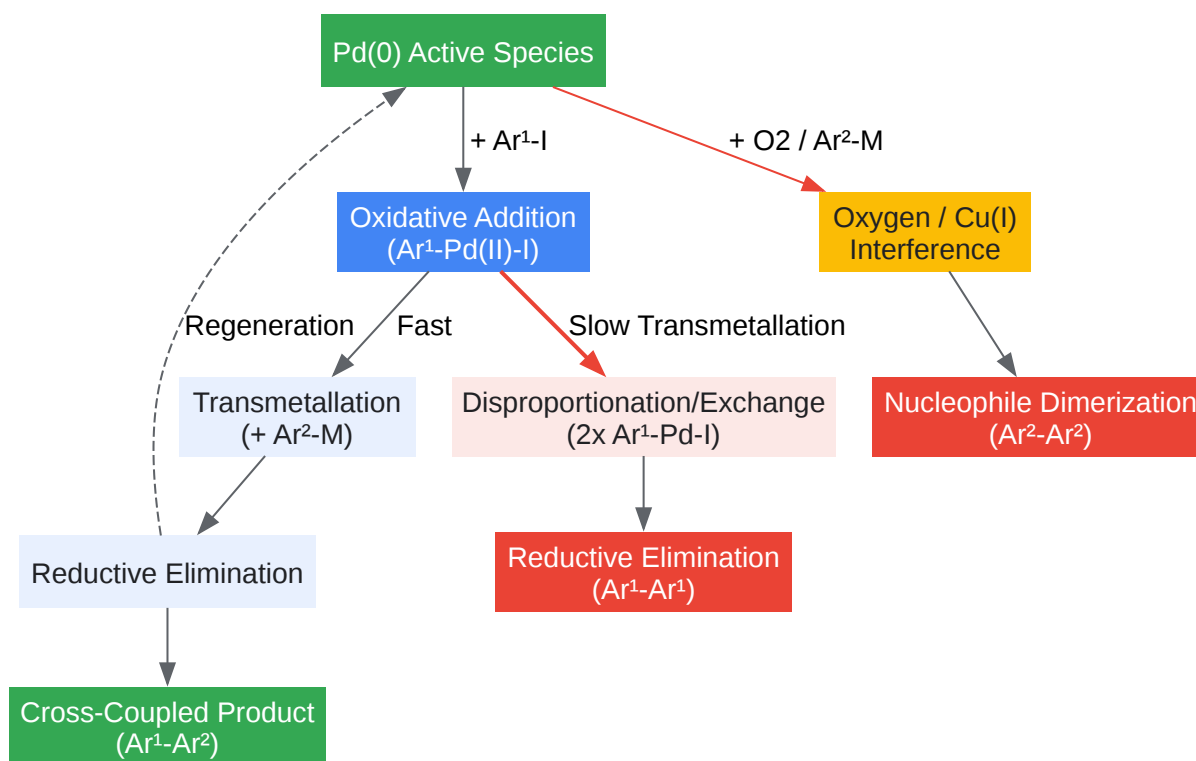 Pd(0) Active Species
+ Ar¹-I
+ O2 / Ar²-M
Oxidative Addition
(Ar¹-Pd(II)-I)
Oxygen / Cu(I)
Interference
Regeneration
Fast
Slow Transmetallation
Transmetallation
(+ Ar²-M)
Disproportionation/Exchange
(2x Ar¹-Pd-I)
Nucleophile Dimerization
(Ar²-Ar²)
Reductive Elimination
Reductive Elimination
(Ar¹-Ar¹)
Cross-Coupled Product
(Ar¹-Ar²)